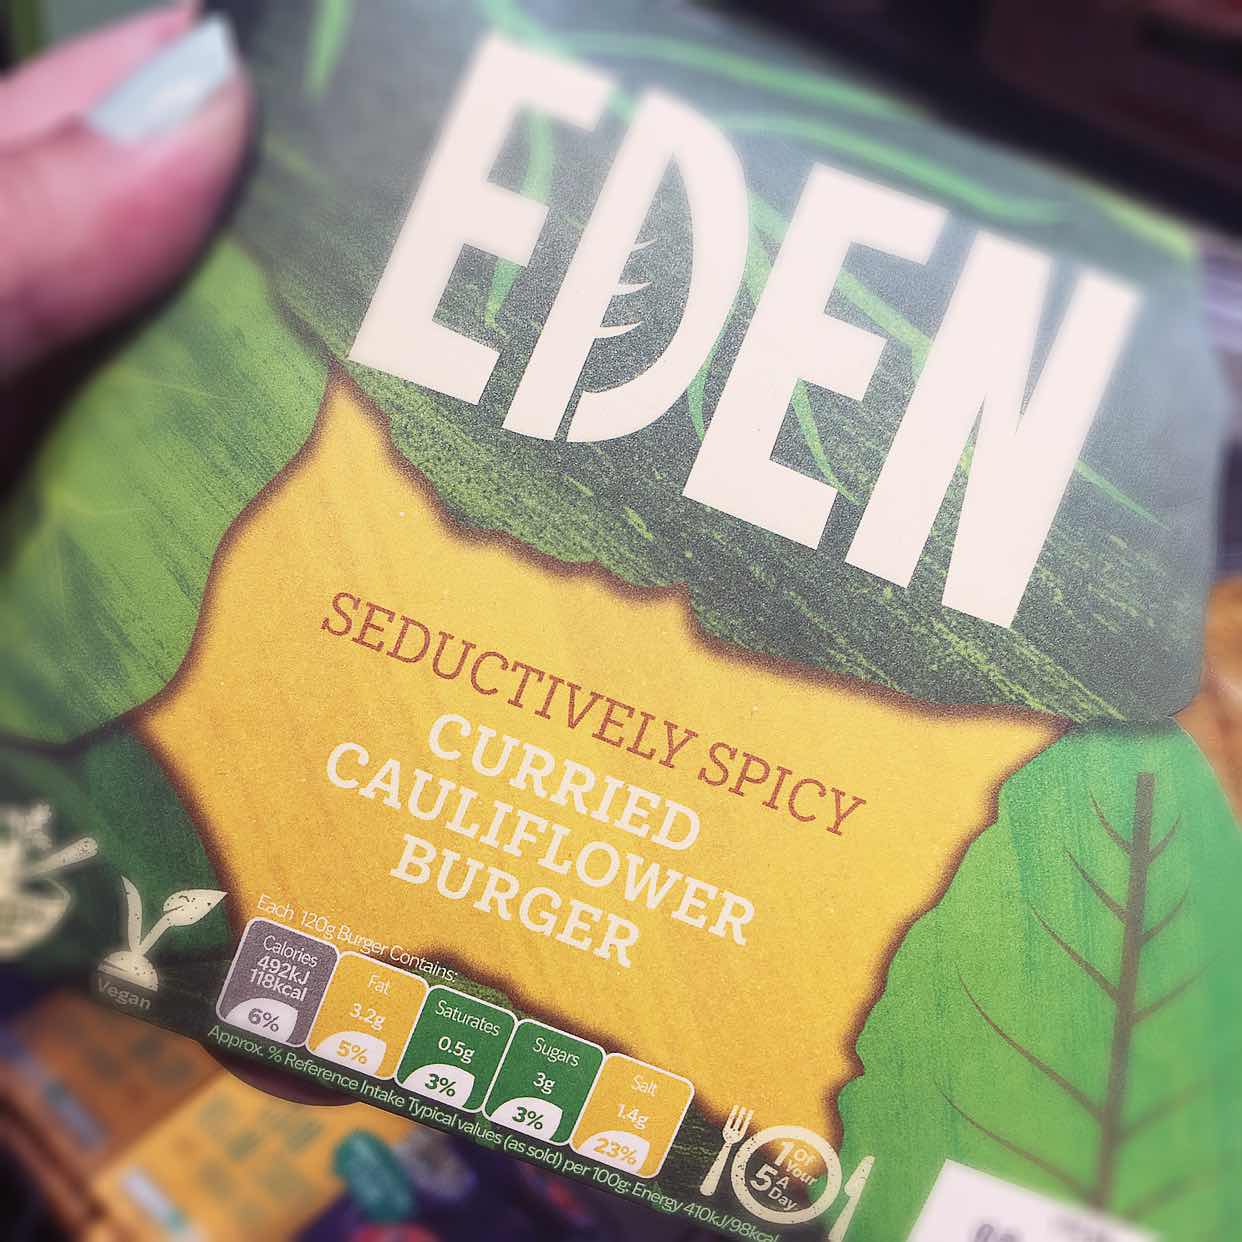 EDEN
SEDUCTIVELY SPICY
CURRIED
CAULIFLOWER
BURGER
Each 120g Burger Contains:
Calories
492kJ
118kcal
6%
Fat
3.2g
5%
Saturates
0.5g
3%
Sugars
3g
3%
Salt
1.4g
23%
Approx. % Reference Intake Typical values (as sold) per 100g: Energy 410kJ/98kcal
Vegan
1 Of
Your
5 A
Day